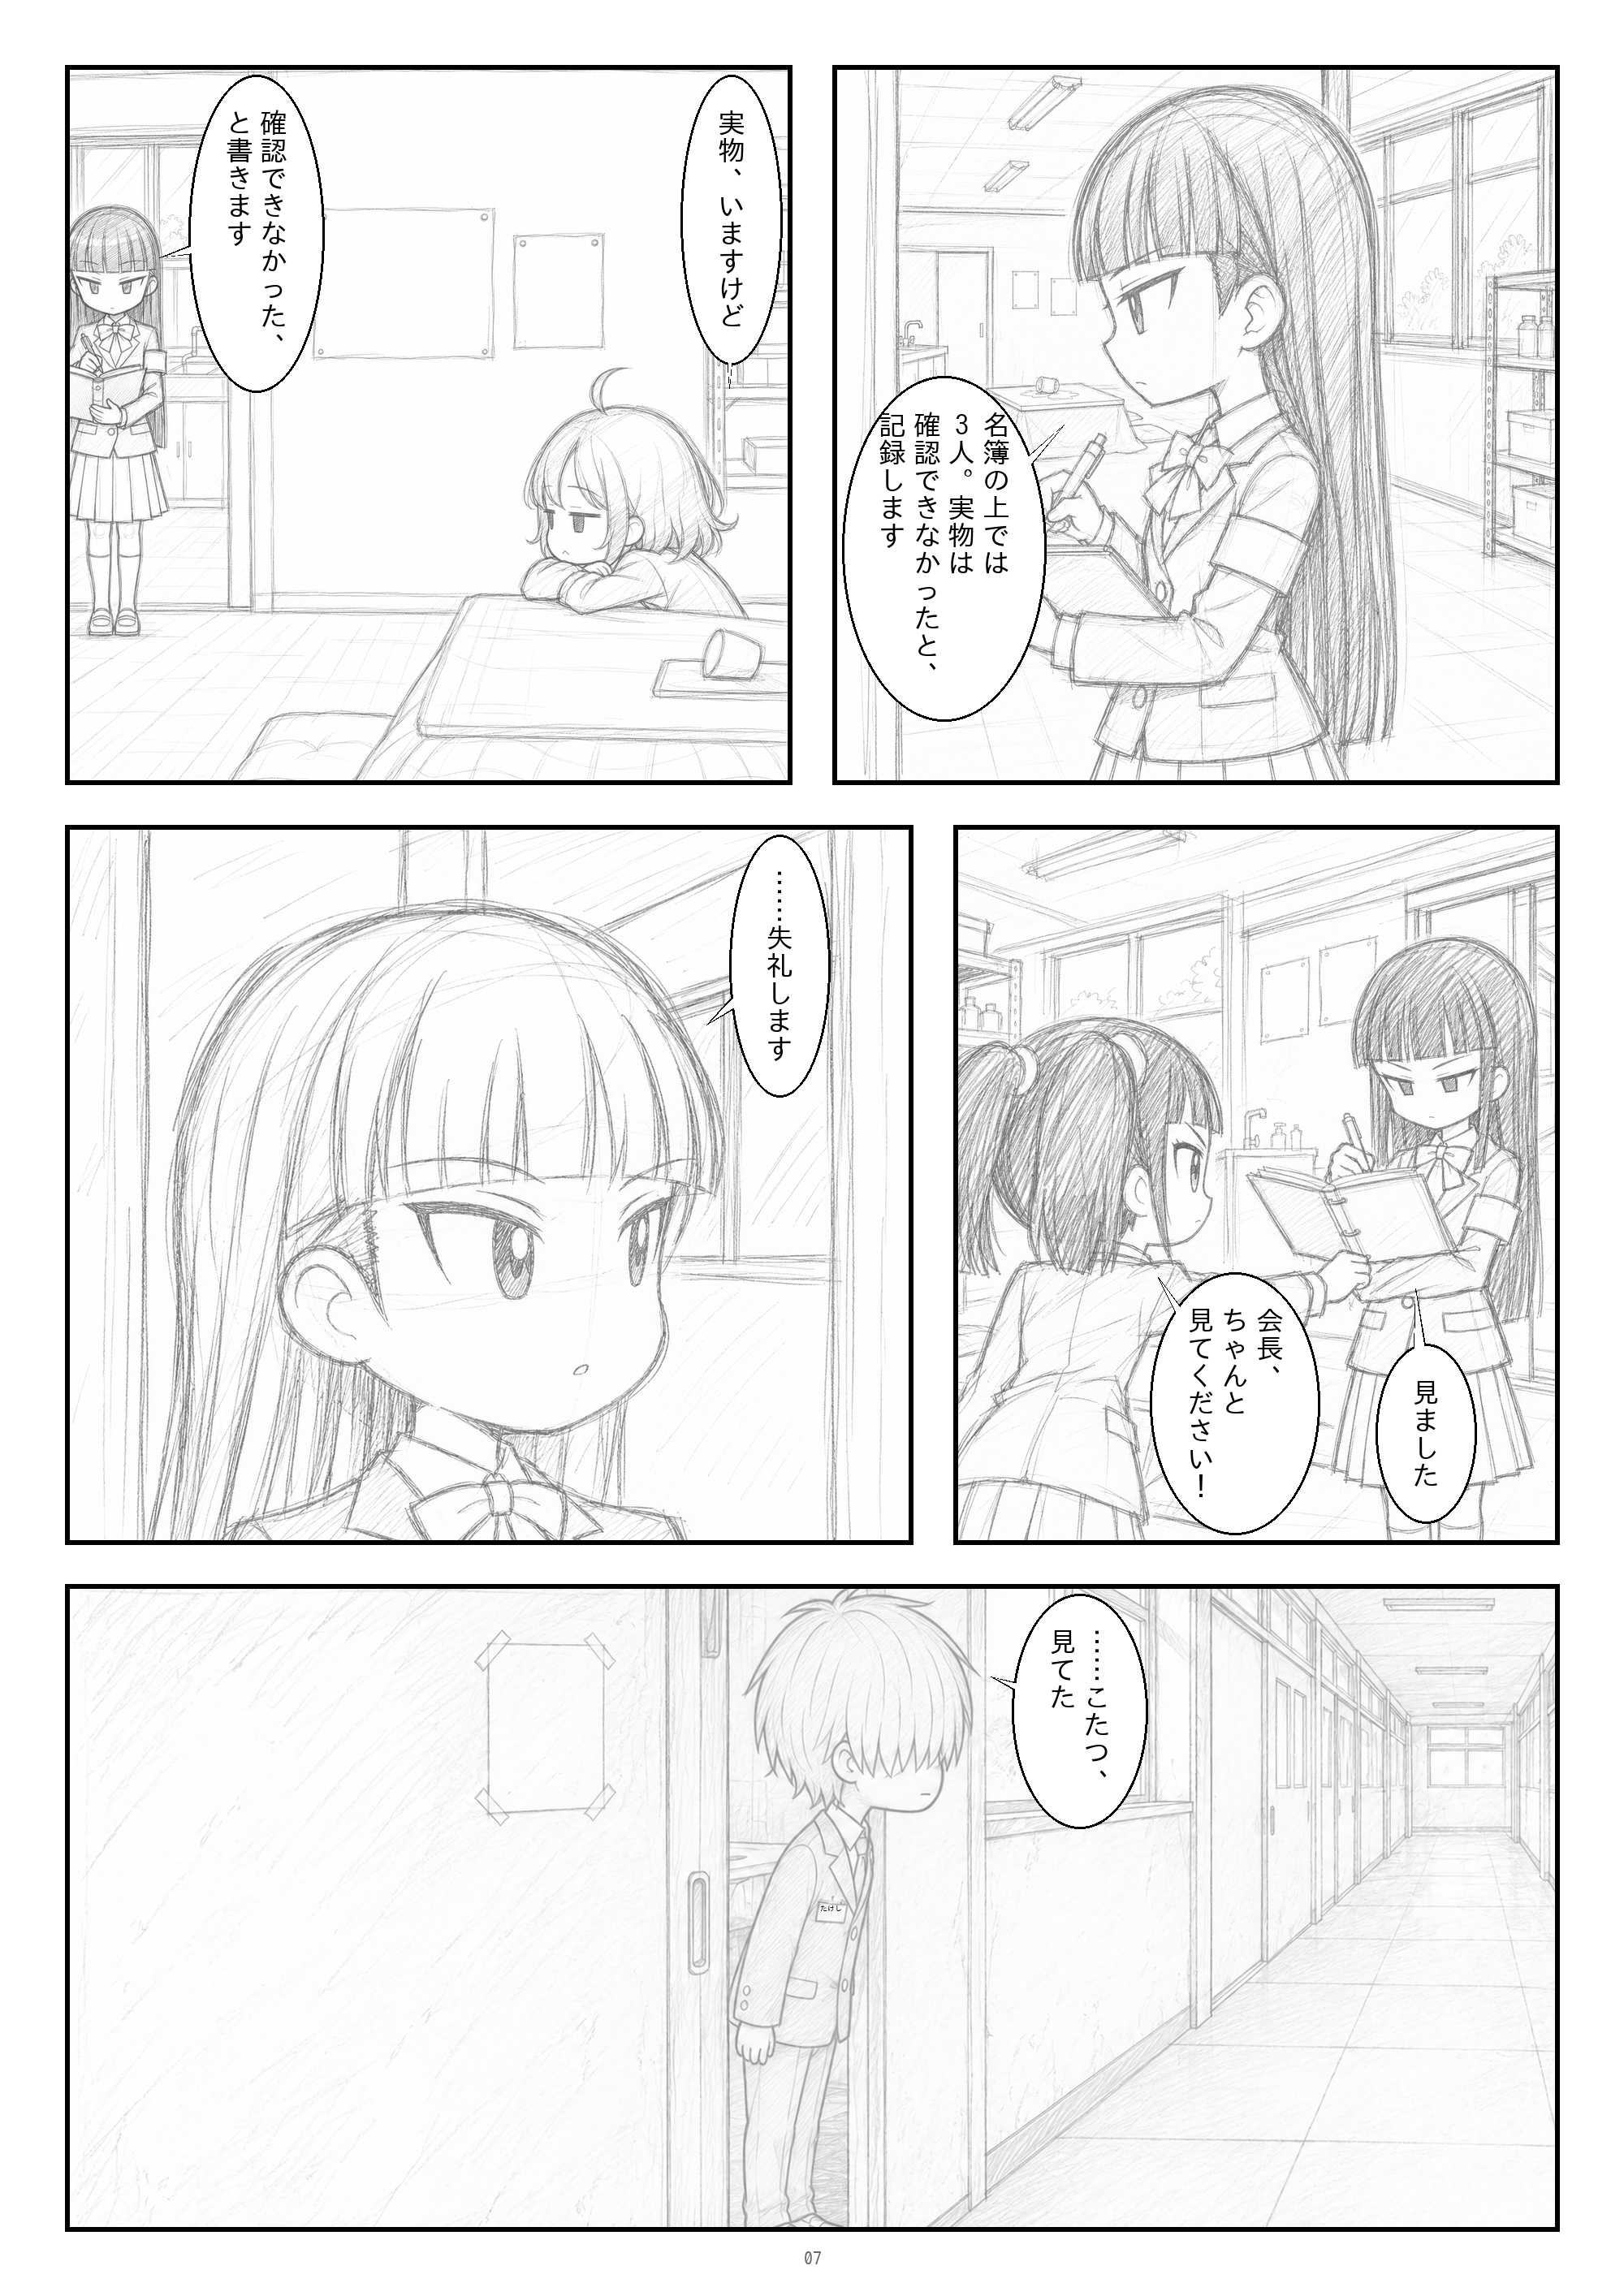 名簿の上では
3人。実物は
確認できなかったと、
記録します
実物、いますけど
確認できなかった、
と書きます
会長、
ちゃんと
見てください!
見ました
……失礼します
……こたつ、
見てた
たけし
07